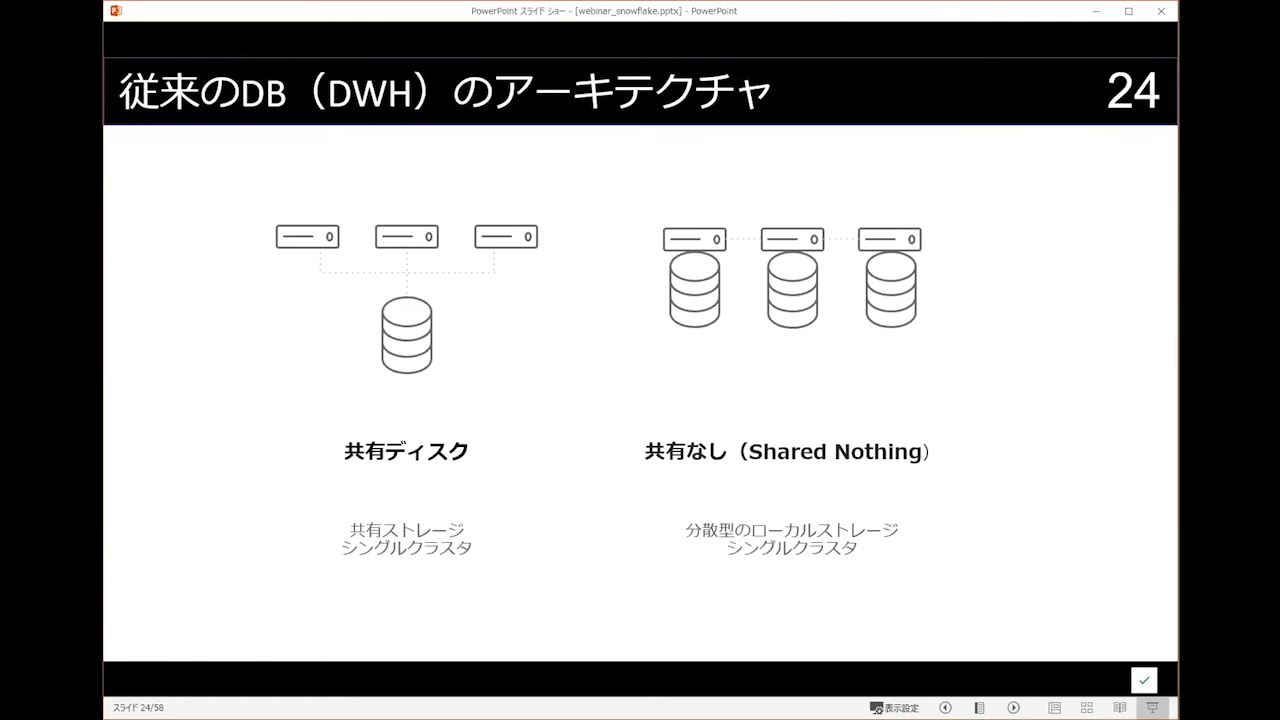 PowerPoint スライド ショー - [webinar_snowflake.pptx] - PowerPoint
従来のDB（DWH）のアーキテクチャ
24
共有ディスク
共有なし（Shared Nothing）
共有ストレージ
シングルクラスタ
分散型のローカルストレージ
シングルクラスタ
スライド 24/58
表示設定